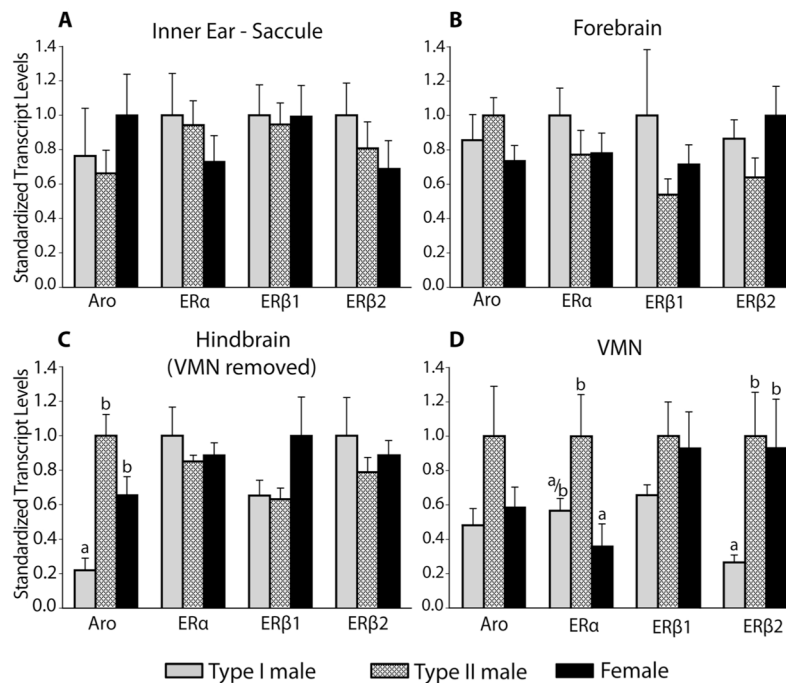 A
Inner Ear - Saccule
Standardized Transcript Levels
1.4
1.2
1.0
0.8
0.6
0.4
0.2
0.0
Aro ERα ERβ1 ERβ2
B
Forebrain
1.4
1.2
1.0
0.8
0.6
0.4
0.2
0.0
Aro ERα ERβ1 ERβ2
C
Hindbrain
(VMN removed)
Standardized Transcript Levels
1.4
1.2
1.0
0.8
0.6
0.4
0.2
0.0
a b b
Aro ERα ERβ1 ERβ2
D
VMN
1.4
1.2
1.0
0.8
0.6
0.4
0.2
0.0
a/b b a a b b
Aro ERα ERβ1 ERβ2
Type I male Type II male Female